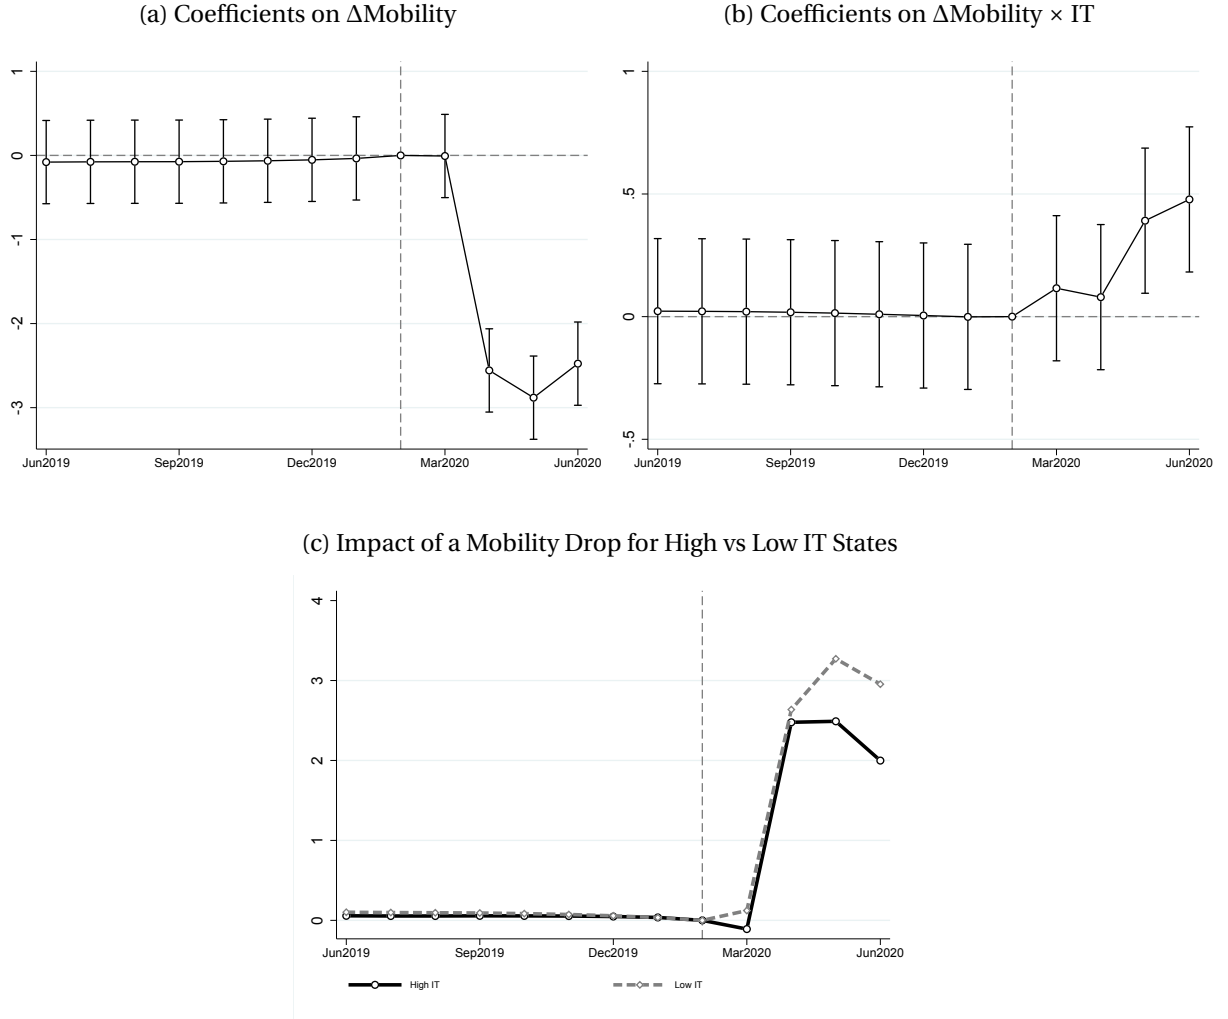 (a) Coefficients on ΔMobility
1
0
-1
-2
-3
Jun2019 Sep2019 Dec2019 Mar2020 Jun2020
(b) Coefficients on ΔMobility × IT
1
.5
0
-.5
Jun2019 Sep2019 Dec2019 Mar2020 Jun2020
(c) Impact of a Mobility Drop for High vs Low IT States
4
3
2
1
0
Jun2019 Sep2019 Dec2019 Mar2020 Jun2020
High IT Low IT